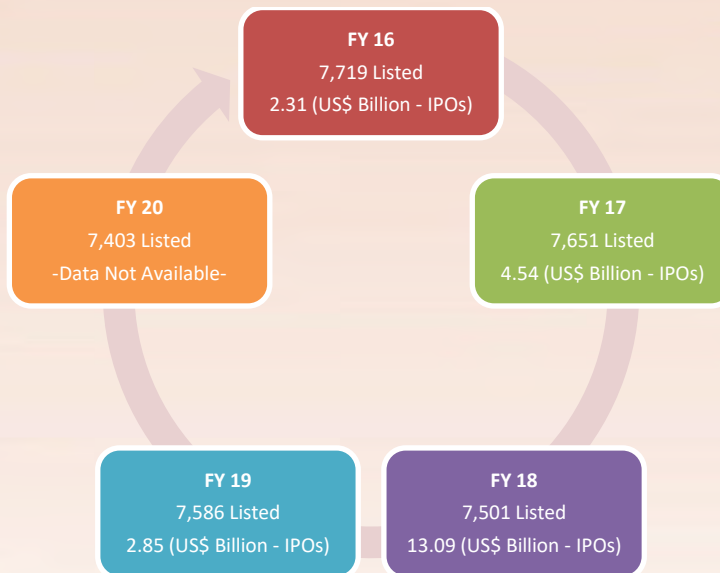 FY 16
7,719 Listed
2.31 (US$ Billion - IPOs)
FY 17
7,651 Listed
4.54 (US$ Billion - IPOs)
FY 18
7,501 Listed
13.09 (US$ Billion - IPOs)
FY 19
7,586 Listed
2.85 (US$ Billion - IPOs)
FY 20
7,403 Listed
-Data Not Available-